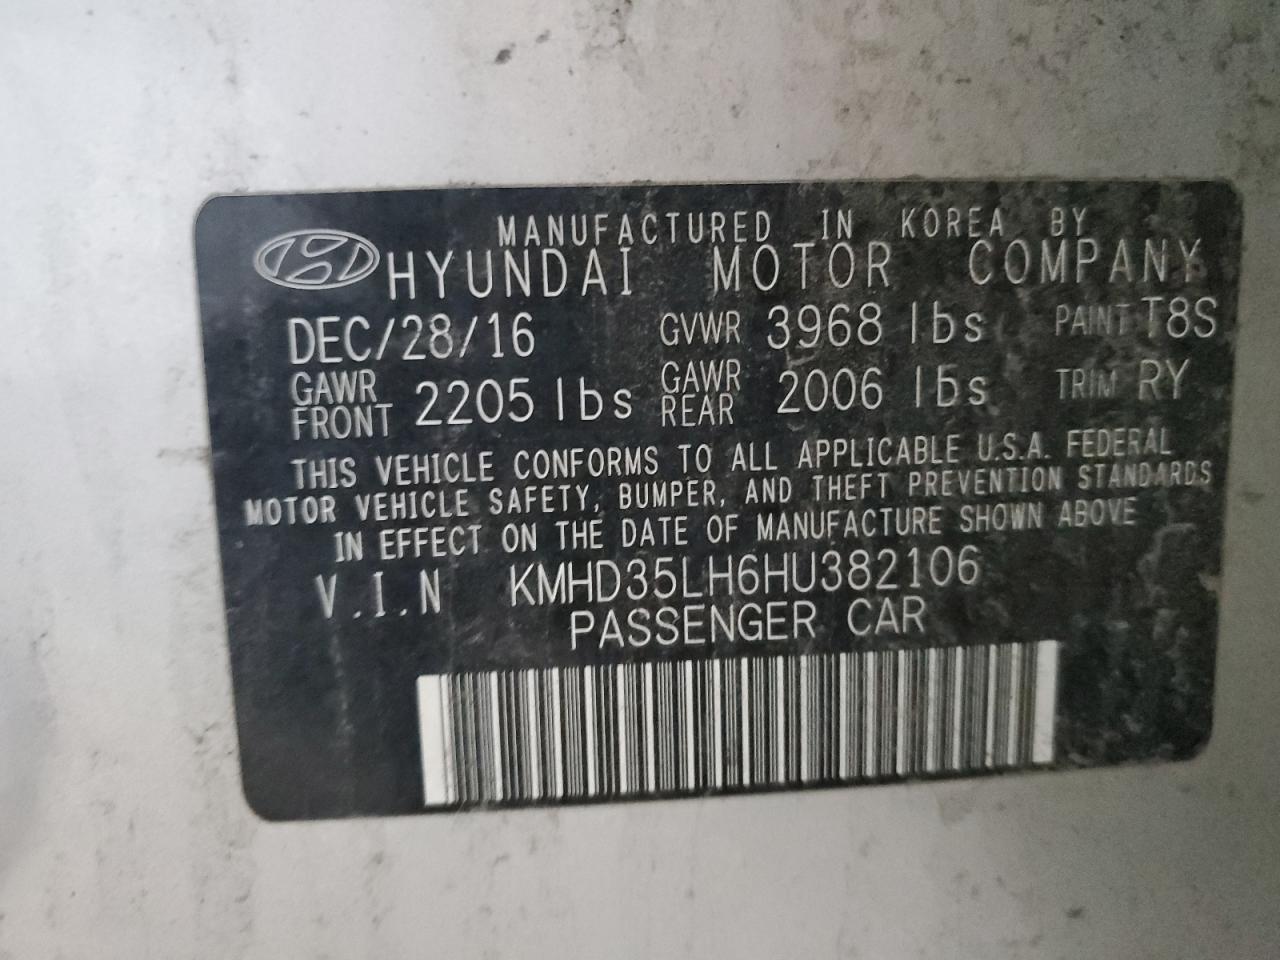 MANUFACTURED IN KOREA BY
HYUNDAI MOTOR COMPANY
DEC/28/16 GVWR 3968 lbs PAINT T8S
GAWR FRONT 2205 lbs GAWR REAR 2006 lbs TRIM RY
THIS VEHICLE CONFORMS TO ALL APPLICABLE U.S.A. FEDERAL
MOTOR VEHICLE SAFETY, BUMPER, AND THEFT PREVENTION STANDARDS
IN EFFECT ON THE DATE OF MANUFACTURE SHOWN ABOVE
V.I.N KMHD35LH6HU382106
PASSENGER CAR